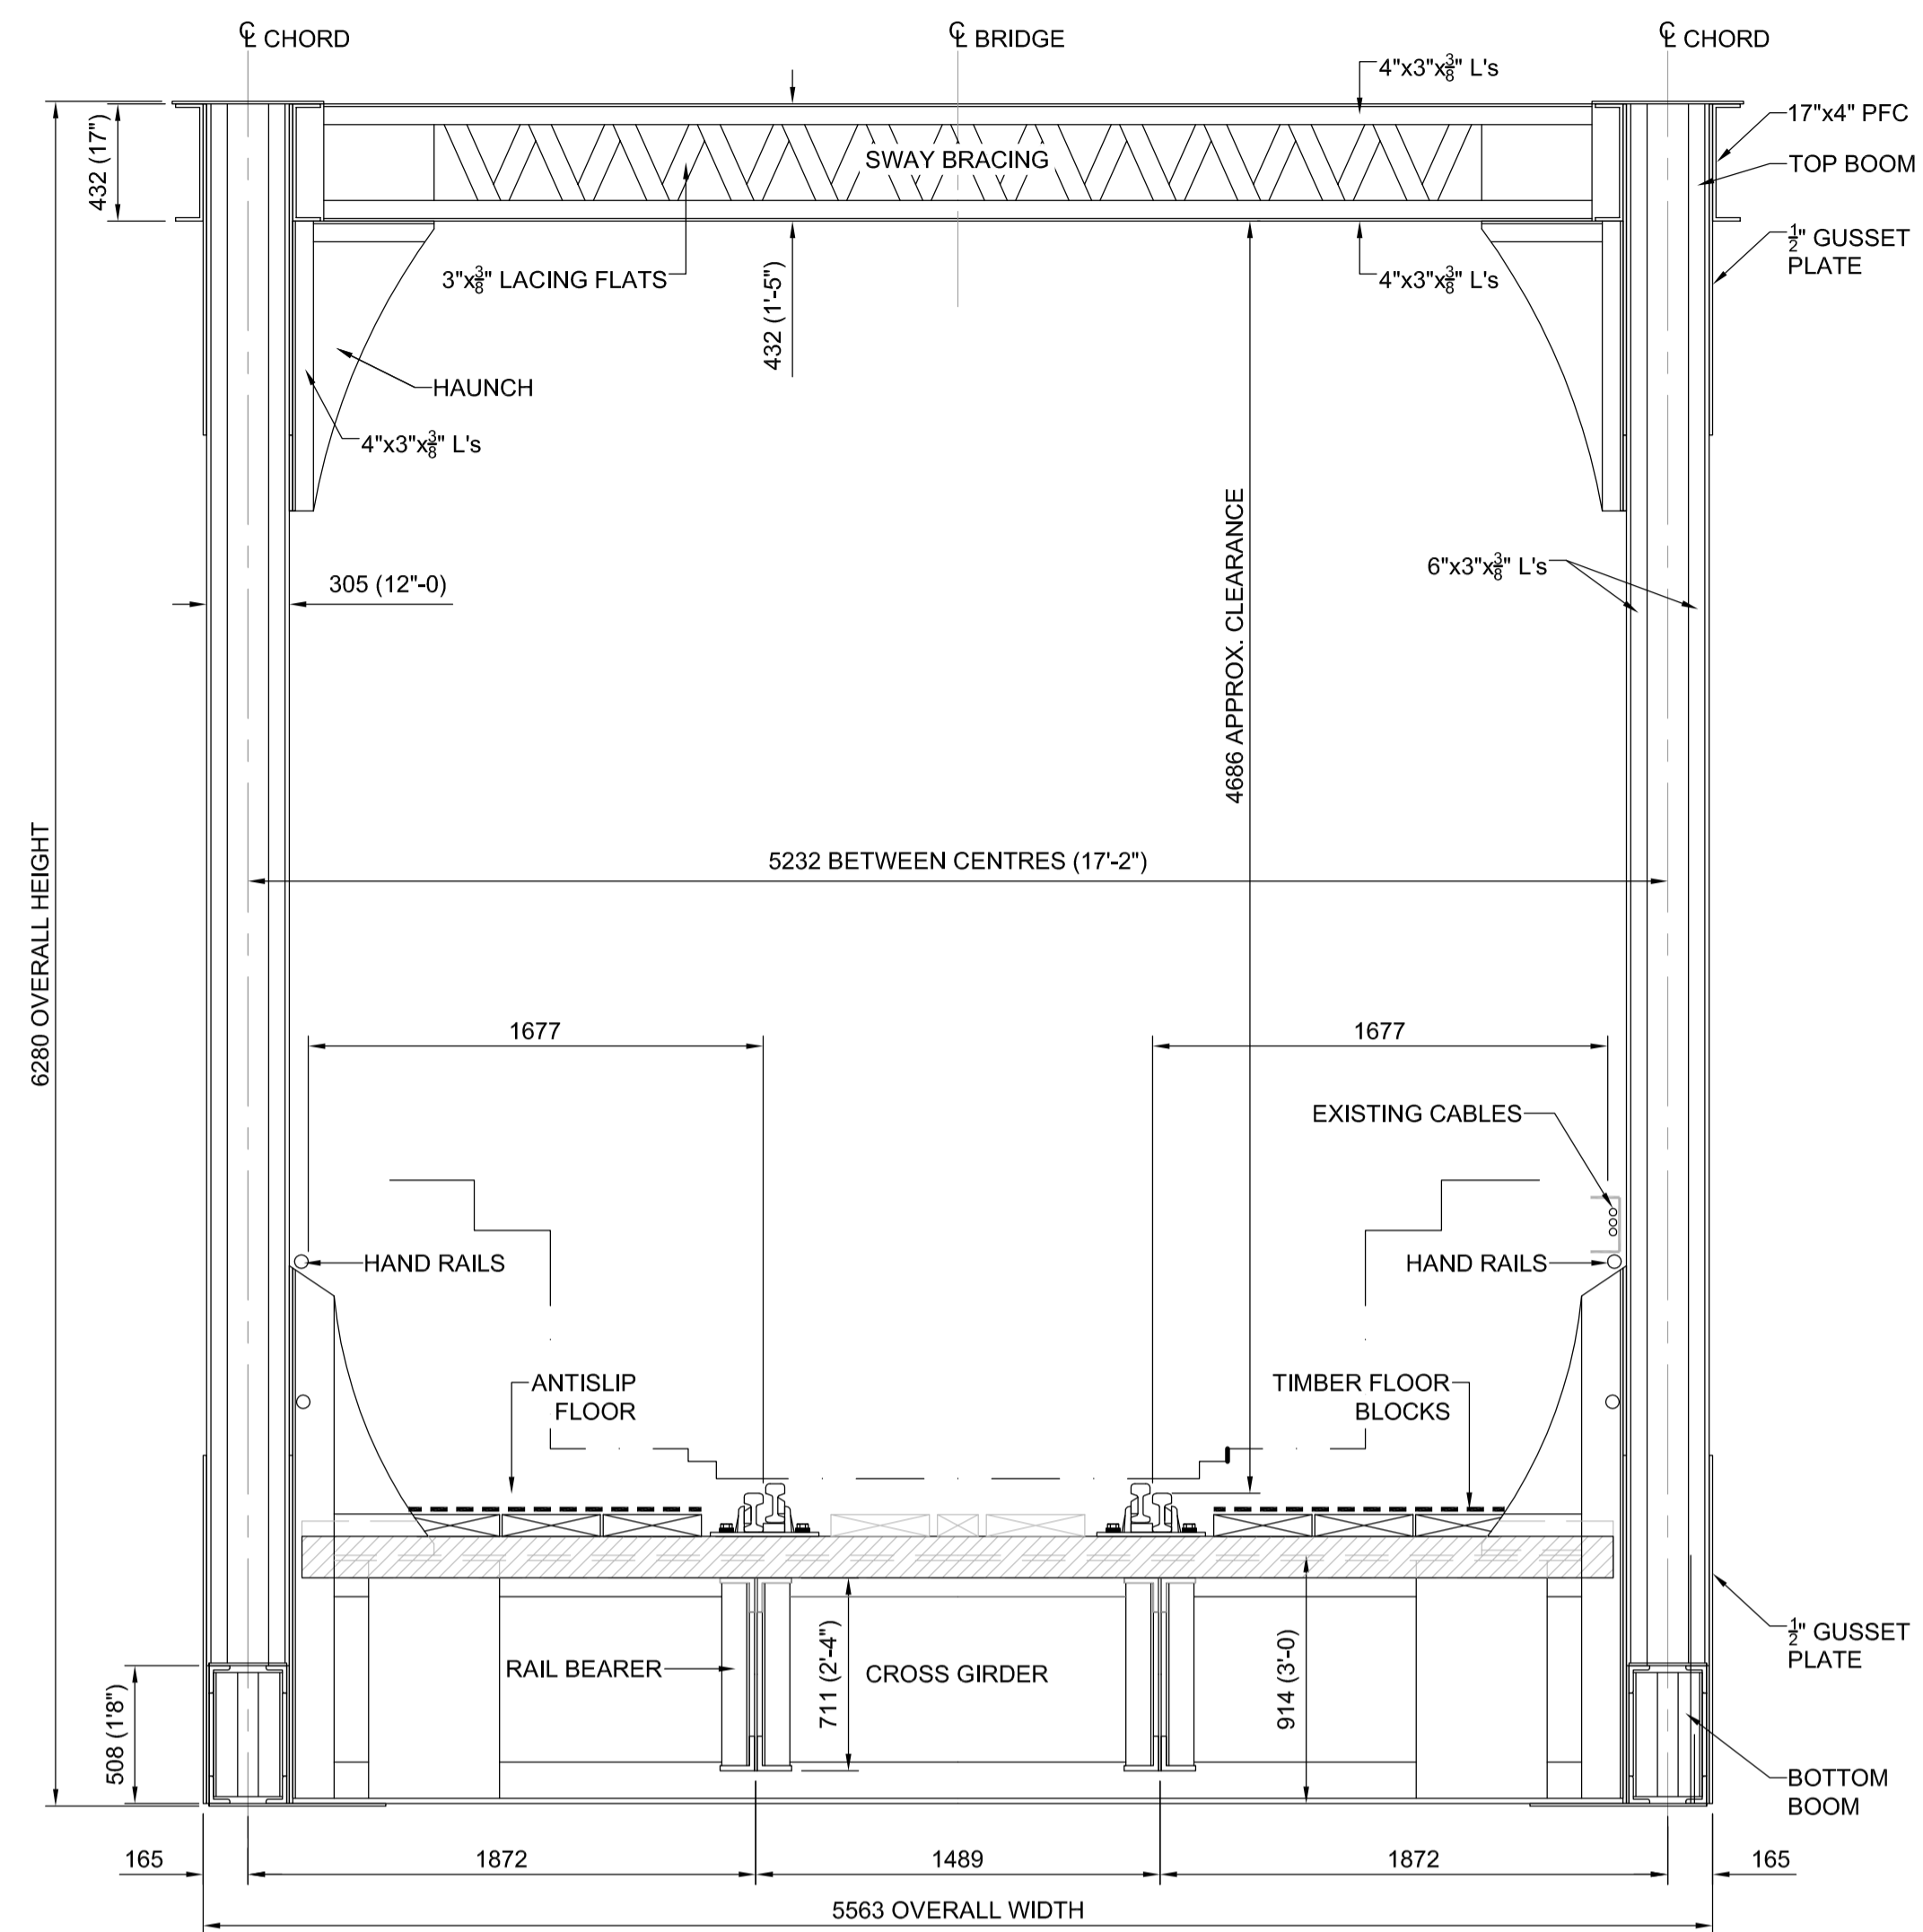 ℄ CHORD
℄ BRIDGE
℄ CHORD
4"x3"x3/8" L's
17"x4" PFC
432 (17")
SWAY BRACING
TOP BOOM
1/2" GUSSET
PLATE
3"x3/8" LACING FLATS
432 (1'-5")
4"x3"x3/8" L's
HAUNCH
4"x3"x3/8" L's
305 (12"-0)
6"x3"x3/8" L's
4686 APPROX. CLEARANCE
5232 BETWEEN CENTRES (17'-2")
6280 OVERALL HEIGHT
1677
1677
EXISTING CABLES
HAND RAILS
HAND RAILS
ANTISLIP
FLOOR
TIMBER FLOOR
BLOCKS
RAIL BEARER
711 (2'-4")
CROSS GIRDER
914 (3'-0)
1/2" GUSSET
PLATE
508 (1'8")
BOTTOM
BOOM
165
1872
1489
1872
165
5563 OVERALL WIDTH